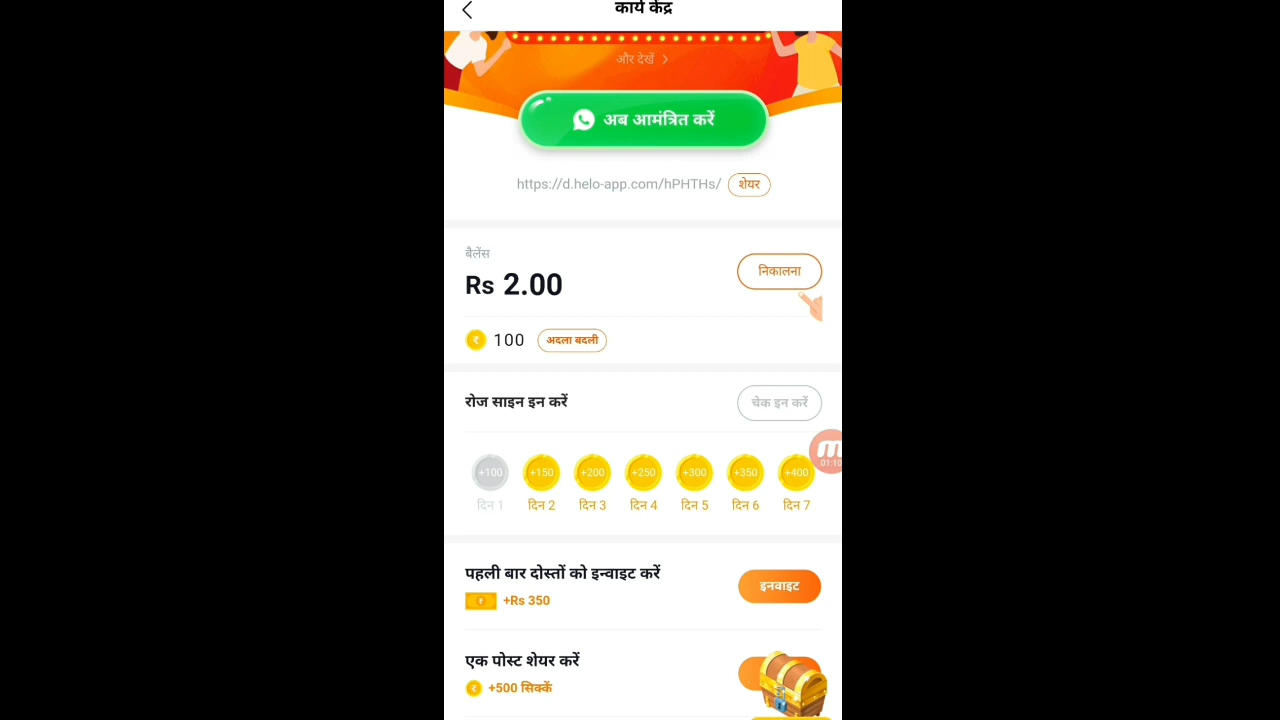 कार्य केंद्र
और देखें >
अब आमंत्रित करें
https://d.helo-app.com/hPHTHs/ शेयर
बैलेंस
Rs 2.00
निकालना
₹ 100 अदला बदली
रोज साइन इन करें
चेक इन करें
+100 +150 +200 +250 +300 +350 +400
दिन 1 दिन 2 दिन 3 दिन 4 दिन 5 दिन 6 दिन 7
01:10
पहली बार दोस्तों को इन्वाइट करें
₹ +Rs 350
इनवाइट
एक पोस्ट शेयर करें
₹ +500 सिक्कें